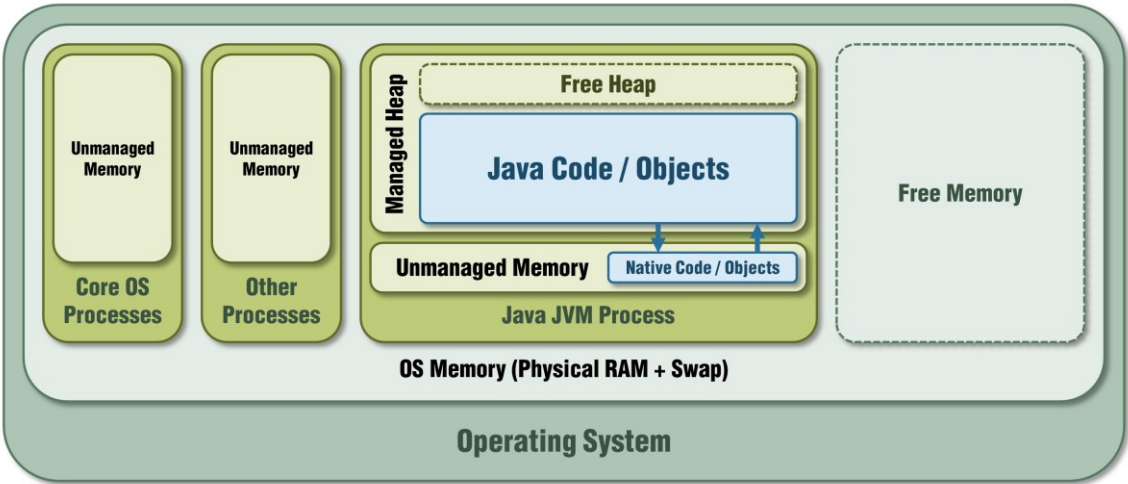 Unmanaged
Memory
Core OS
Processes
Unmanaged
Memory
Other
Processes
Managed Heap
Free Heap
Java Code / Objects
Unmanaged Memory
Native Code / Objects
Java JVM Process
Free Memory
OS Memory (Physical RAM + Swap)
Operating System